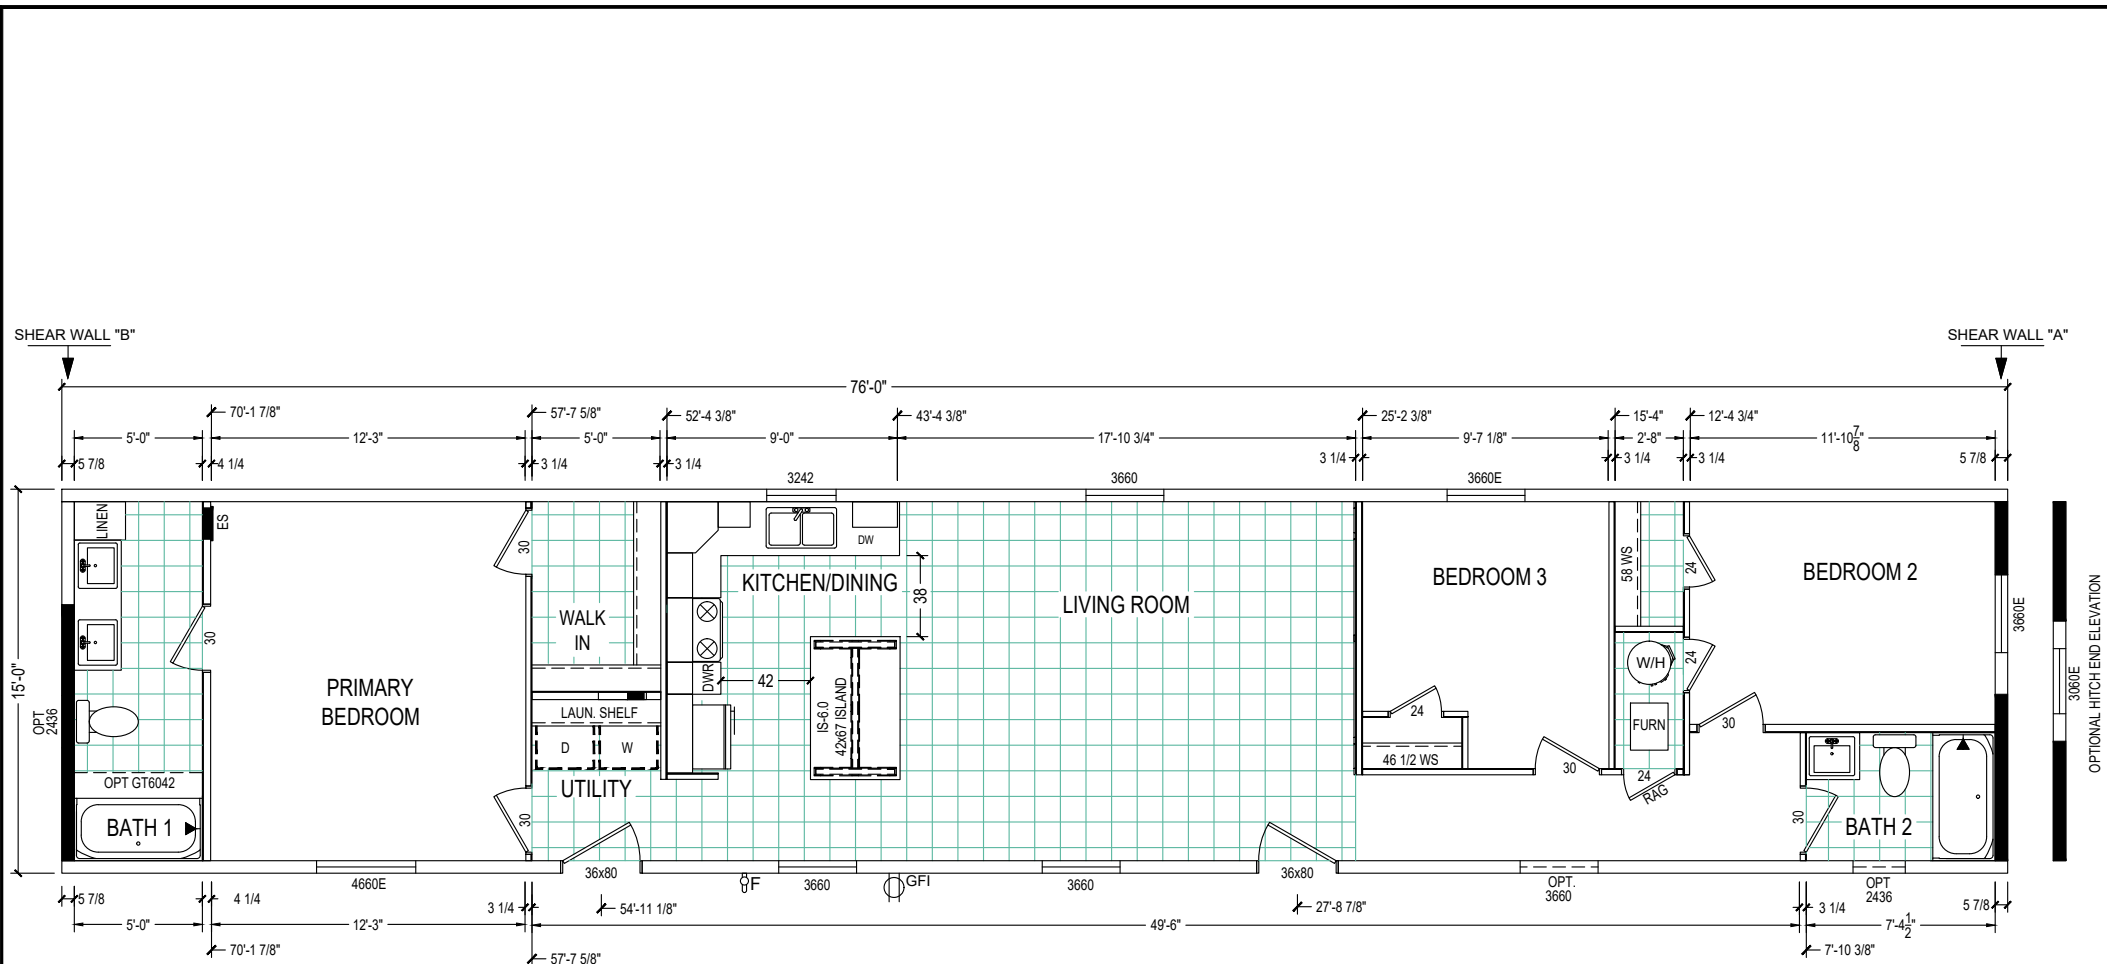 SHEAR WALL "B"
SHEAR WALL "A"
76'-0"
70'-1 7/8"
57'-7 5/8"
52'-4 3/8"
43'-4 3/8"
25'-2 3/8"
15'-4"
12'-4 3/4"
5'-0"
12'-3"
5'-0"
9'-0"
17'-10 3/4"
9'-7 1/8"
2'-8"
11'-10 7/8"
5 7/8
4 1/4
3 1/4
3 1/4
3 1/4
3 1/4
3 1/4
5 7/8
3242
3660
3660E
LINEN
ES
30
DW
58 WS
24
KITCHEN/DINING
38
LIVING ROOM
BEDROOM 3
BEDROOM 2
3660E
OPTIONAL HITCH END ELEVATION
3060E
WALK
IN
30
15'-0"
OPT
2436
PRIMARY
BEDROOM
DWR
42
IS-6.0
42x67 ISLAND
W/H
24
LAUN. SHELF
D
W
24
FURN
30
46 1/2 WS
30
24
RAG
OPT GT6042
UTILITY
BATH 1
30
30
BATH 2
4660E
36x80
F
3660
GFI
3660
36x80
OPT.
3660
OPT
2436
5 7/8
4 1/4
3 1/4
54'-11 1/8"
27'-8 7/8"
3 1/4
5 7/8
5'-0"
12'-3"
49'-6"
7'-4 1/2"
70'-1 7/8"
57'-7 5/8"
7'-10 3/8"